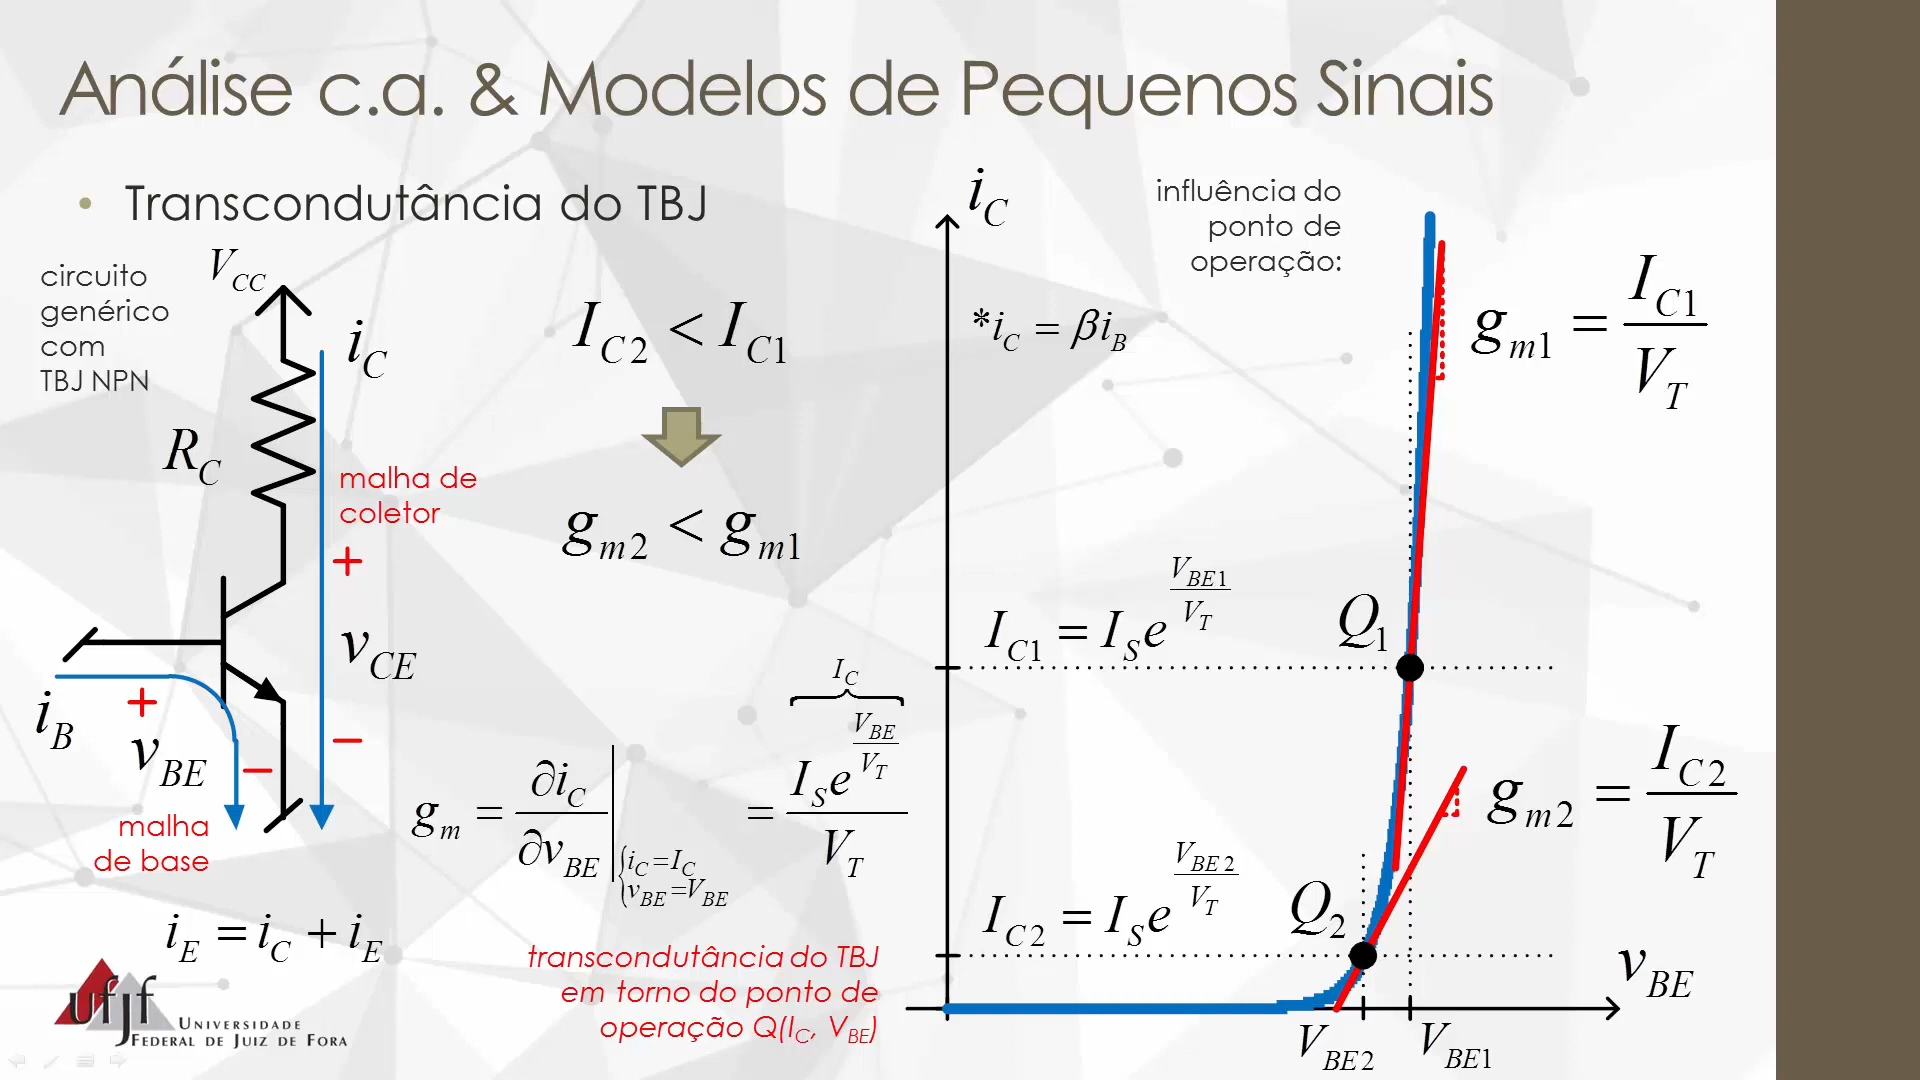 Análise c.a. & Modelos de Pequenos Sinais
• Transcondutância do TBJ
circuito
genérico
com
TBJ NPN
V_CC
i_C
R_C
malha de
coletor
+
v_CE
−
i_B
+
v_BE
−
malha
de base
i_E = i_C + i_E
I_C2 < I_C1
g_m2 < g_m1
g_m = ∂i_C / ∂v_BE | {i_C = I_C, v_BE = V_BE} = I_S e^(V_BE / V_T) / V_T
I_C
transcondutância do TBJ
em torno do ponto de
operação Q(I_C, V_BE)
i_C
influência do
ponto de
operação:
*i_C = βi_B
g_m1 = I_C1 / V_T
I_C1 = I_S e^(V_BE1 / V_T)
Q_1
g_m2 = I_C2 / V_T
I_C2 = I_S e^(V_BE2 / V_T)
Q_2
v_BE
V_BE2
V_BE1
ufjf
UNIVERSIDADE
FEDERAL DE JUIZ DE FORA